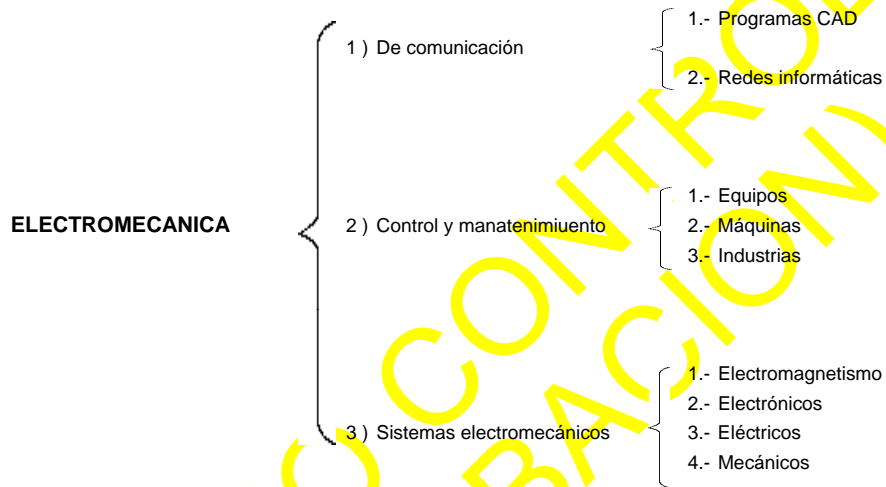 1 ) De comunicación
1.- Programas CAD
2.- Redes informáticas
ELECTROMECANICA
2 ) Control y manatenimiuento
1.- Equipos
2.- Máquinas
3.- Industrias
3 ) Sistemas electromecánicos
1.- Electromagnetismo
2.- Electrónicos
3.- Eléctricos
4.- Mecánicos